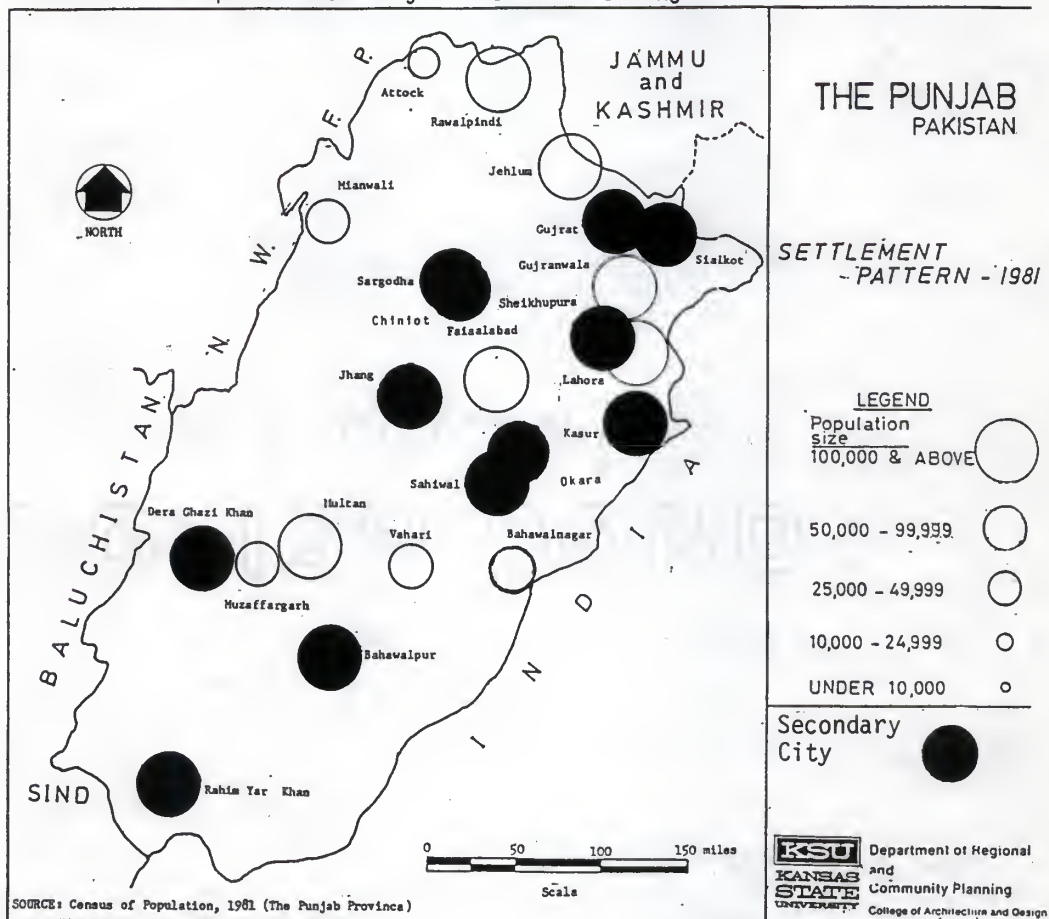 JAMMU
and
KASHMIR
THE PUNJAB
PAKISTAN
SETTLEMENT
PATTERN - 1981
N. W. F. P.
Attock
Rawalpindi
Jehlum
Mianwali
NORTH
Gujrat
Sialkot
Gujranwala
Sargodha
Sheikhupura
Chiniot
Faisalabad
Jhang
Lahora
Kasur
Sahiwal
Okara
Dera Ghazi Khan
Multan
Vahari
Bahawalnagar
Muzaffargarh
Bahawalpur
Rahim Yar Khan
BALUCHISTAN
INDIA
SIND
0 50 100 150 miles
Scala
SOURCE: Census of Population, 1981 (The Punjab Province)
LEGEND
Population
size
100,000 & ABOVE
50,000 - 99,999
25,000 - 49,999
10,000 - 24,999
UNDER 10,000
Secondary
City
KSU
KANSAS
STATE
UNIVERSITY
Department of Regional
and
Community Planning
College of Architecture and Design